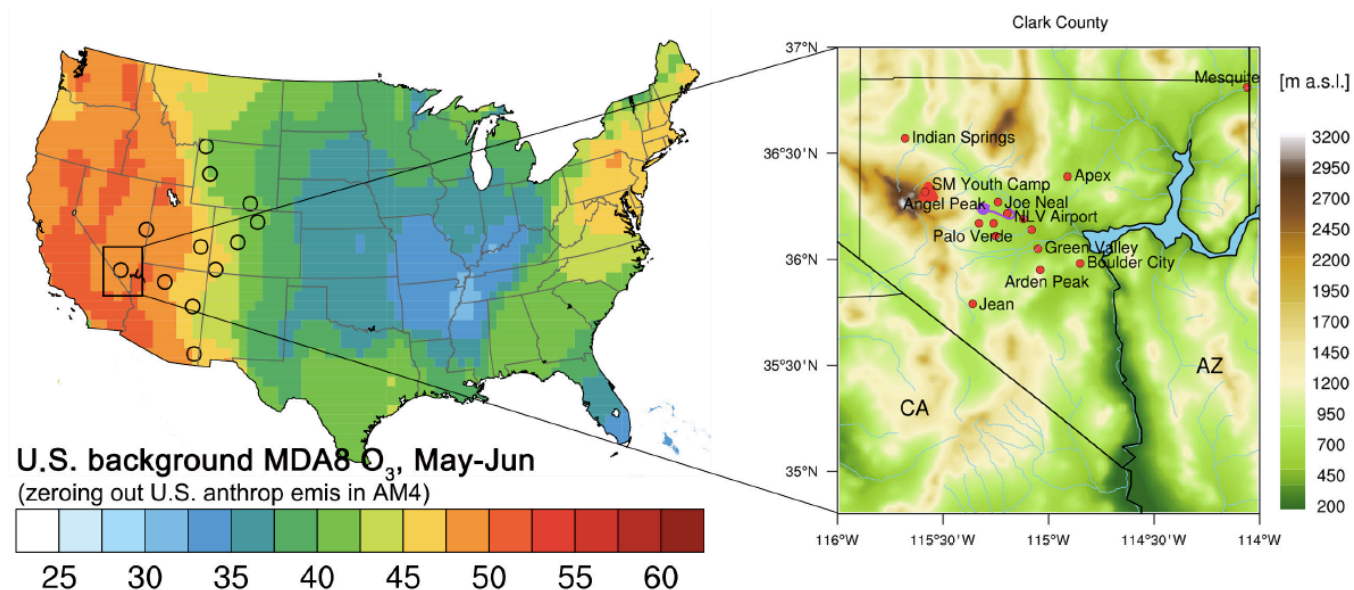 Clark County
37°N
36°30'N
36°N
35°30'N
35°N
116°W
115°30'W
115°W
114°30'W
114°W
Mesquite
Indian Springs
SM Youth Camp
Apex
Angel Peak
Joe Neal
NLV Airport
Palo Verde
Green Valley
Boulder City
Arden Peak
Jean
CA
AZ
[m a.s.l.]
3200
2950
2700
2450
2200
1950
1700
1450
1200
950
700
450
200
U.S. background MDA8 O3, May-Jun
(zeroing out U.S. anthrop emis in AM4)
25 30 35 40 45 50 55 60